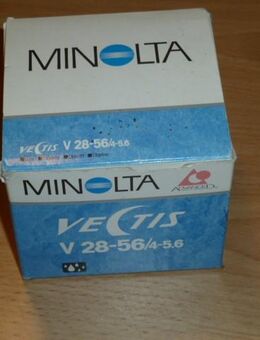 MINOLTA
VECTIS V 28-56/4-5.6
MINOLTA
VECTIS
V 28-56/4-5.6